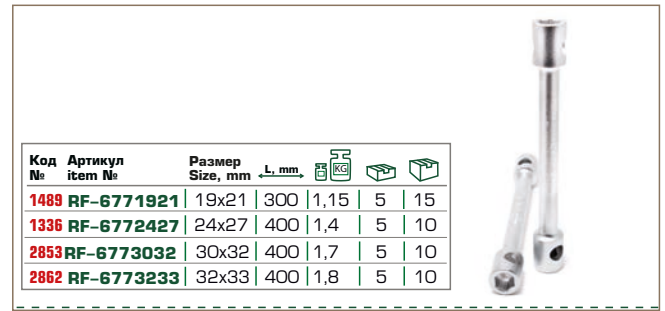 Код Артикул Размер
№ item № Size, mm L, mm KG
1489 RF-6771921 19x21 300 1,15 5 15
1336 RF-6772427 24x27 400 1,4 5 10
2853 RF-6773032 30x32 400 1,7 5 10
2862 RF-6773233 32x33 400 1,8 5 10